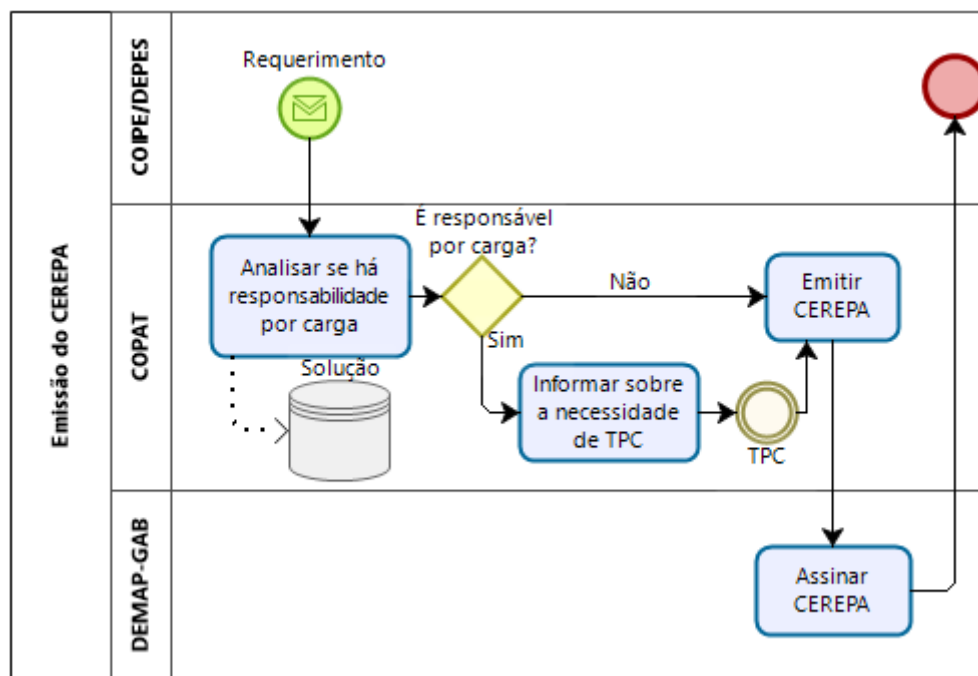 Emissão do CEREPA
COIPE/DEPES
Requerimento
COPAT
Analisar se há
responsabilidade
por carga
É responsável
por carga?
Não
Sim
Emitir
CEREPA
Solução
Informar sobre
a necessidade
de TPC
TPC
DEMAP-GAB
Assinar
CEREPA